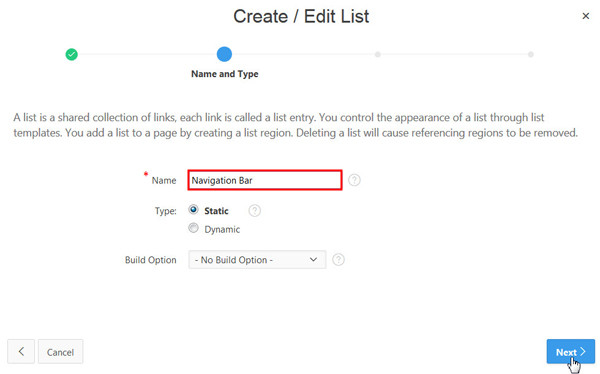 Create / Edit List
Name and Type
A list is a shared collection of links, each link is called a list entry. You control the appearance of a list through list
templates. You add a list to a page by creating a list region. Deleting a list will cause referencing regions to be removed.
* Name Navigation Bar ?
Type: Static ?
Dynamic
Build Option - No Build Option - ?
Cancel Next